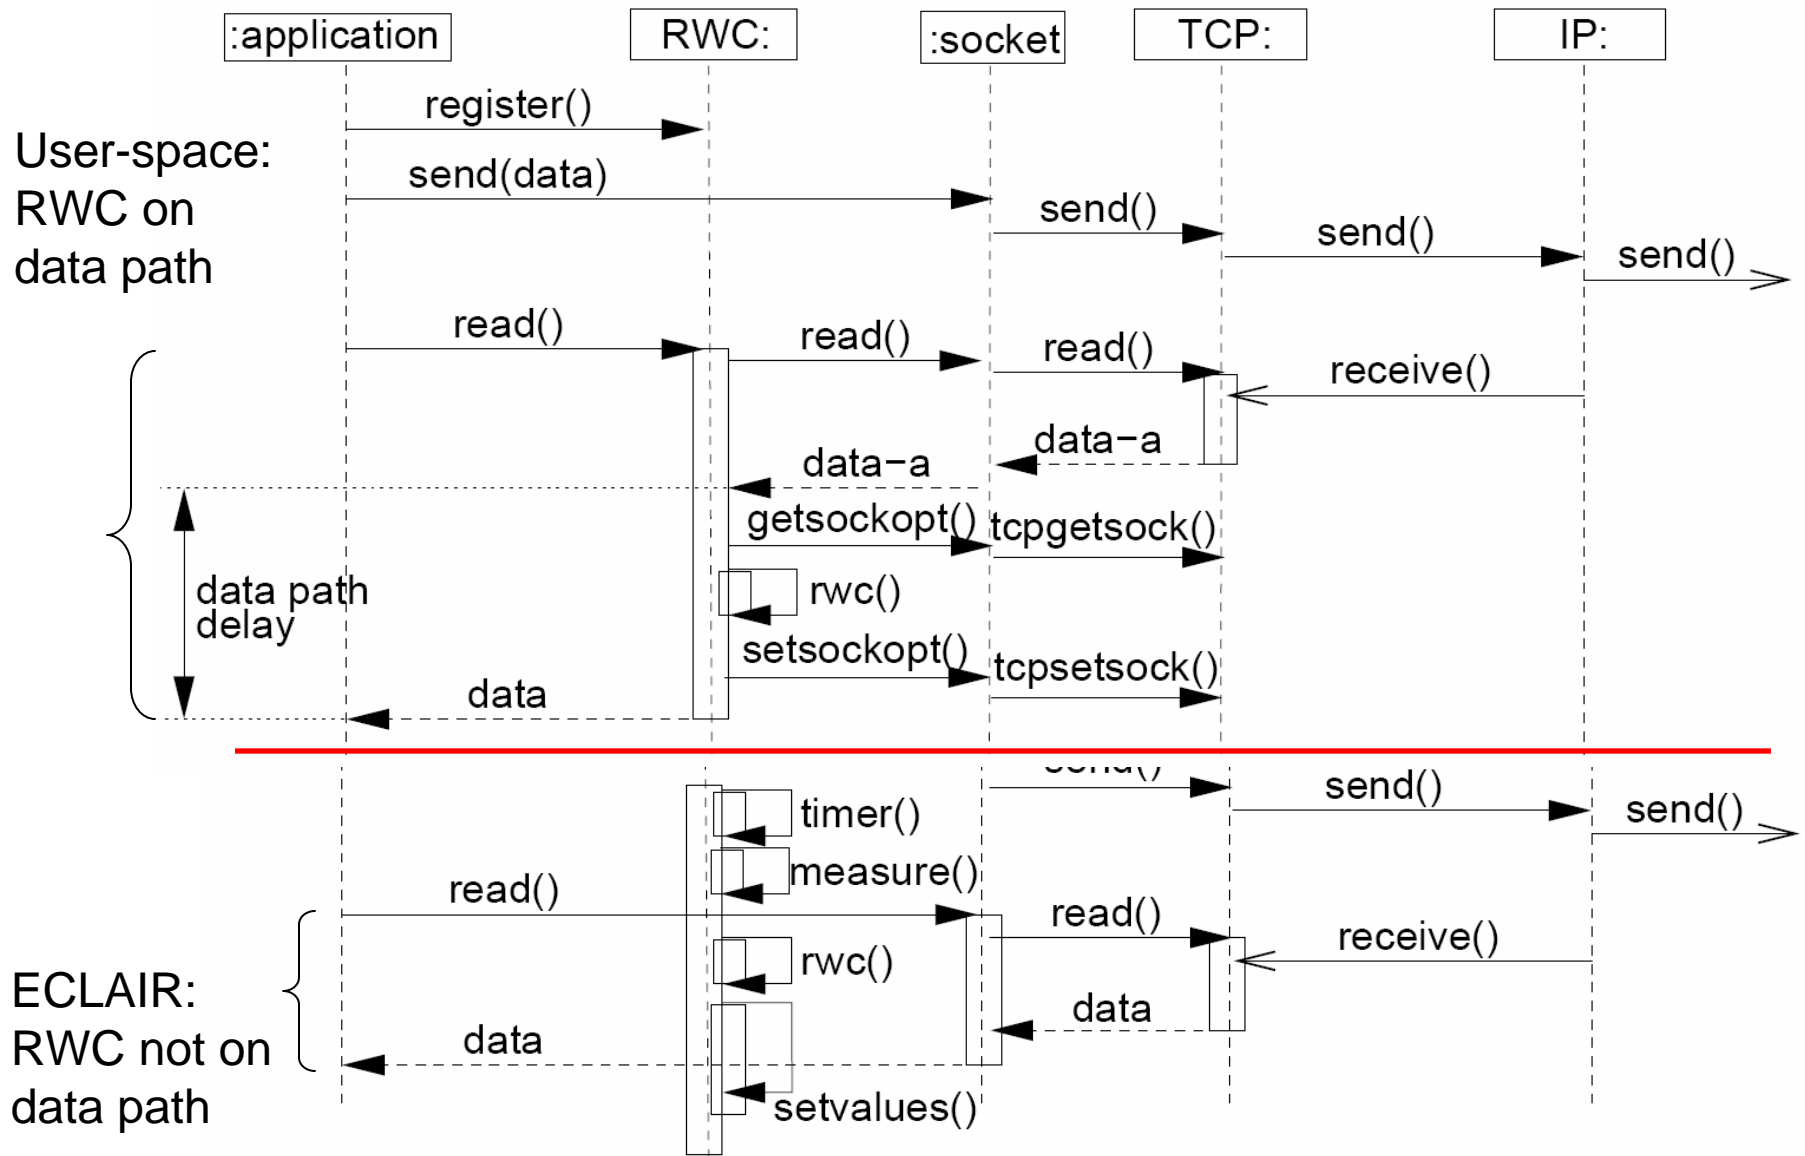 :application
RWC:
:socket
TCP:
IP:
register()
User-space:
RWC on
data path
send(data)
send()
send()
send()
read()
read()
read()
receive()
data−a
data−a
getsockopt()
tcpgetsock()
data path
delay
rwc()
setsockopt()
tcpsetsock()
data
send()
send()
timer()
measure()
read()
read()
receive()
rwc()
ECLAIR:
RWC not on
data path
data
data
setvalues()